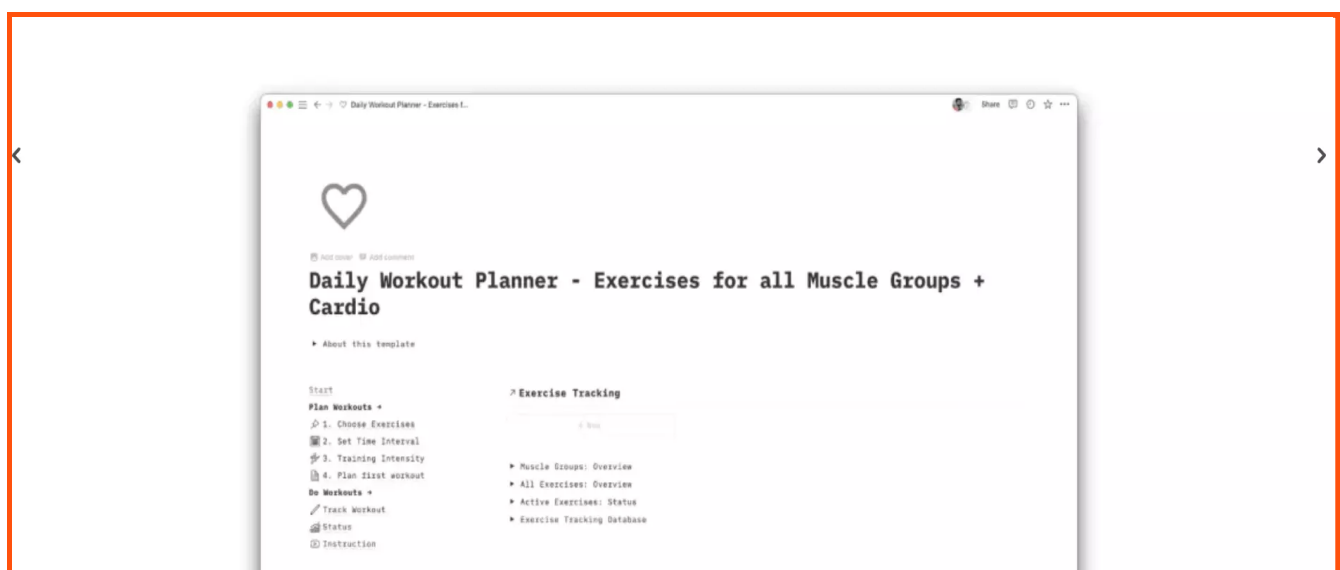 Daily Workout Planner - Exercises f...
Share
Add cover Add comment
Daily Workout Planner - Exercises for all Muscle Groups +
Cardio
About this template
Start
Plan Workouts →
1. Choose Exercises
2. Set Time Interval
3. Training Intensity
4. Plan first workout
Do Workouts →
Track Workout
Status
Instruction
↗ Exercise Tracking
+ New
Muscle Groups: Overview
All Exercises: Overview
Active Exercises: Status
Exercise Tracking Database